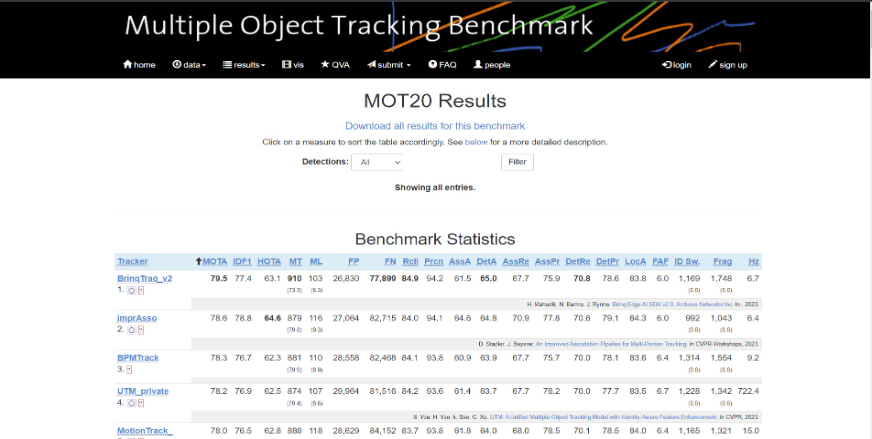 Multiple Object Tracking Benchmark
home data results vis QVA submit FAQ people login sign up
MOT20 Results
Download all results for this benchmark
Click on a measure to sort the table accordingly. See below for a more detailed description.
Detections: All Filter
Showing all entries.
Benchmark Statistics
Tracker MOTA IDF1 HOTA MT ML FP FN Rcll Prcn AssA DetA AssRe AssPr DetRe DetPr LocA FAF ID Sw. Frag Hz
BrinqTraq_v2 79.5 77.4 63.1 910 103 26,830 77,899 84.9 94.2 61.5 65.0 67.7 75.9 70.8 78.6 83.8 6.0 1,169 1,748 6.7
1. (73.3) (8.3) (0.0) (0.0)
H. Maharlik, N. Bamra, J. Rynne. BrinqEdge AI SDK v2.0, Arcturus Networks Inc. In , 2023.
ImprAsso 78.6 78.8 64.6 879 116 27,064 82,715 84.0 94.1 64.6 64.8 70.9 77.8 70.8 79.1 84.3 6.0 992 1,043 6.4
2. (70.8) (9.3) (0.0) (0.0)
D. Stadler, J. Beyerer. An Improved Association Pipeline for Multi-Person Tracking. In CVPR Workshops, 2023.
BPMTrack 78.3 76.7 62.3 881 110 28,558 82,468 84.1 93.8 60.9 63.9 67.7 75.7 70.0 78.1 83.6 6.4 1,314 1,554 9.2
3. (70.9) (8.9) (0.0) (0.0)
UTM_private 78.2 76.9 62.5 874 107 29,964 81,516 84.2 93.6 61.4 63.7 67.7 76.2 70.0 77.7 83.5 6.7 1,228 1,342 722.4
4. (70.4) (8.6) (0.0) (0.0)
S. You, H. Yao, k. Bao, C. Xu. UTM: A Unified Multiple Object Tracking Model with Identity-Aware Feature Enhancement. In CVPR, 2023.
MotionTrack_ 78.0 76.5 62.8 886 118 28,629 84,152 83.7 93.8 61.8 64.0 68.0 76.5 70.1 78.5 84.0 6.4 1,165 1,321 15.0